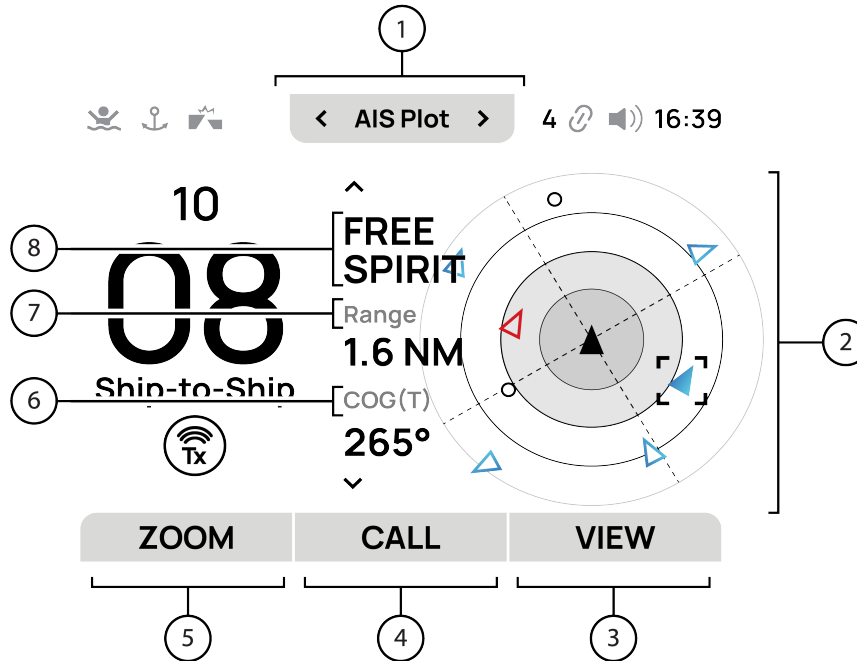 1
< AIS Plot >
4
16:39
10
08
Ship-to-Ship
Tx
FREE
SPIRIT
Range
1.6 NM
COG(T)
265°
8
7
6
2
ZOOM
CALL
VIEW
5
4
3